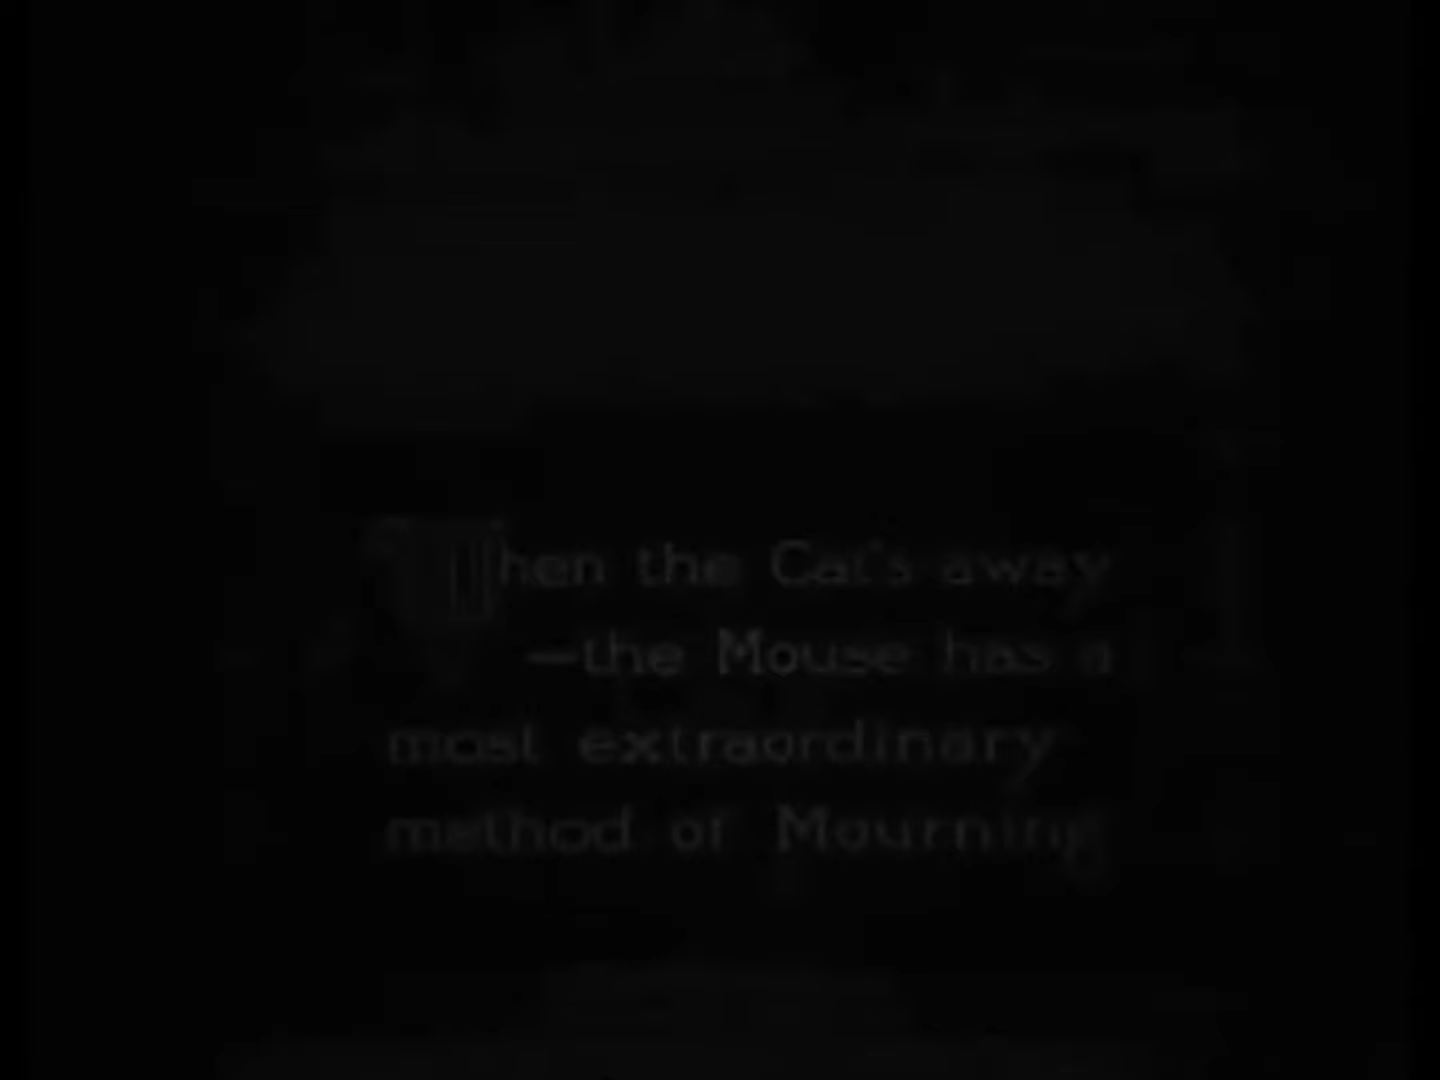 When the Cat's away
—the Mouse has a
most extraordinary
method of Mourning